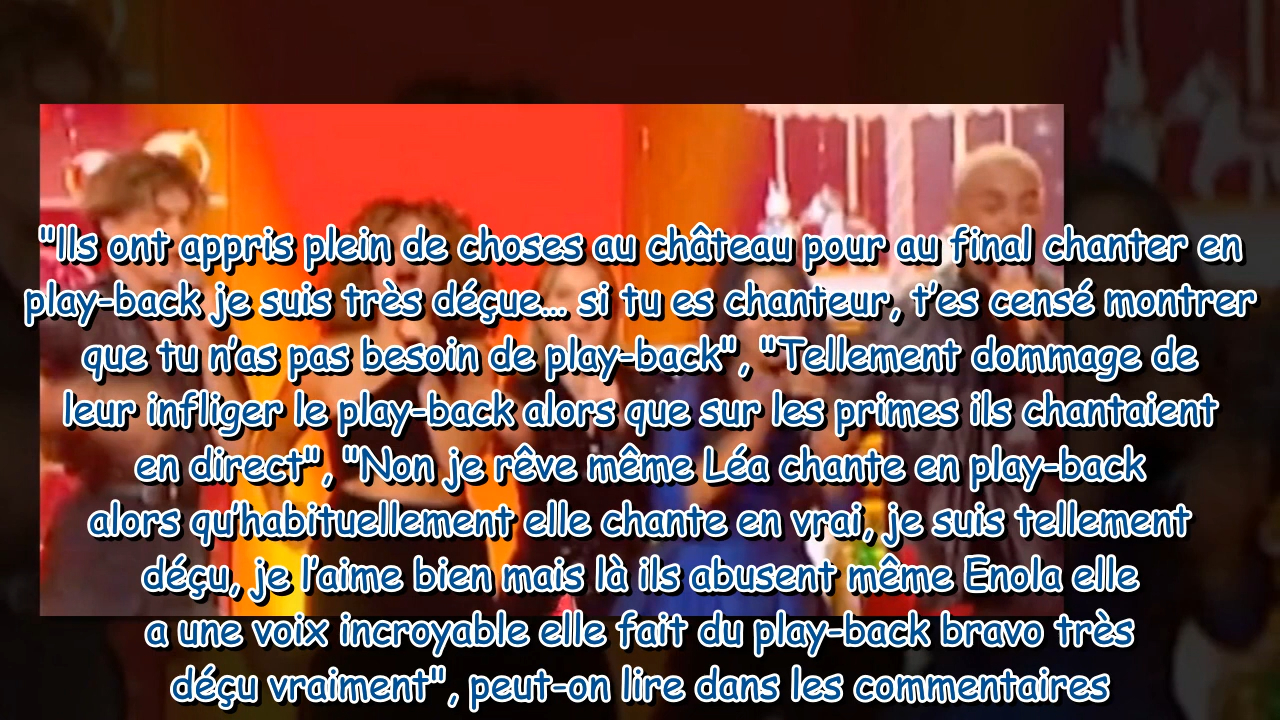 "Ils ont appris plein de choses au château pour au final chanter en
play-back je suis très déçue... si tu es chanteur, t'es censé montrer
que tu n'as pas besoin de play-back", "Tellement dommage de
leur infliger le play-back alors que sur les primes ils chantaient
en direct", "Non je rêve même Léa chante en play-back
alors qu'habituellement elle chante en vrai, je suis tellement
déçu, je l'aime bien mais là ils abusent même Enola elle
a une voix incroyable elle fait du play-back bravo très
déçu vraiment", peut-on lire dans les commentaires